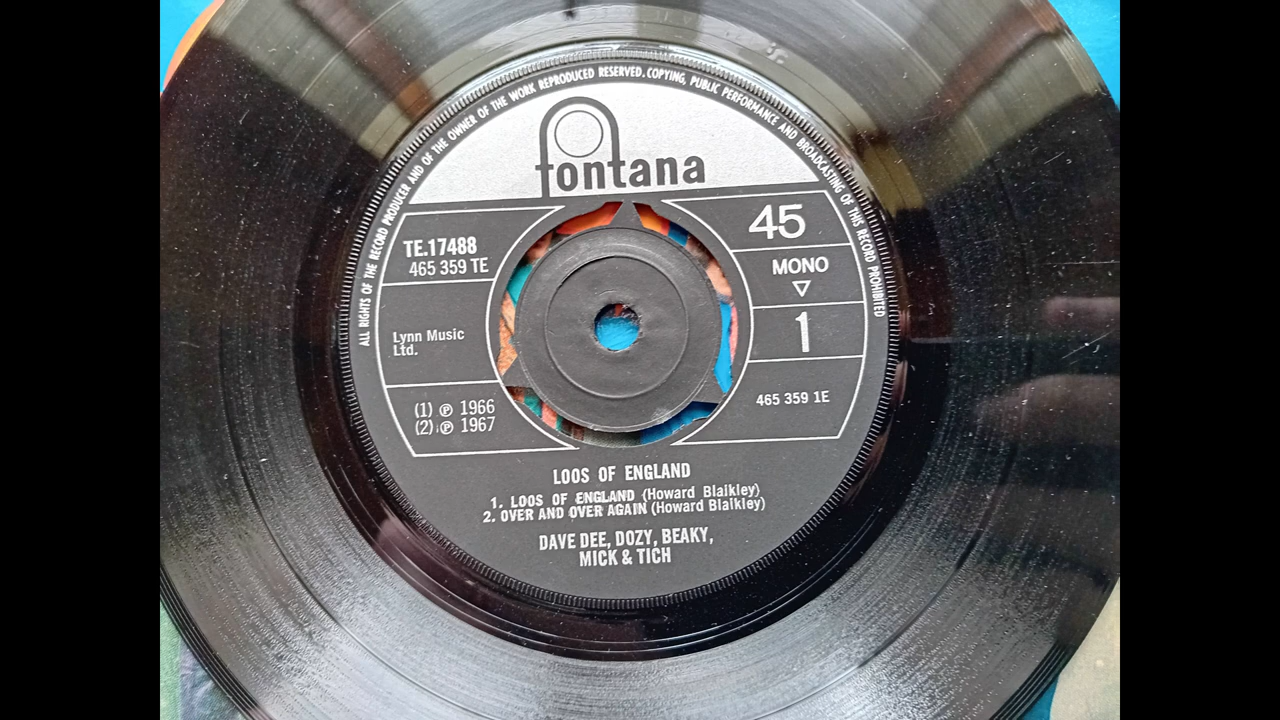 ALL RIGHTS OF THE RECORD PRODUCER AND OF THE OWNER OF THE WORK REPRODUCED RESERVED. COPYING, PUBLIC PERFORMANCE AND BROADCASTING OF THIS RECORD PROHIBITED
fontana
TE.17488
465 359 TE
Lynn Music
Ltd.
(1) ℗ 1966
(2) ℗ 1967
45
MONO
▽
1
465 359 1E
LOOS OF ENGLAND
1. LOOS OF ENGLAND (Howard Blaikley)
2. OVER AND OVER AGAIN (Howard Blaikley)
DAVE DEE, DOZY, BEAKY,
MICK & TICH